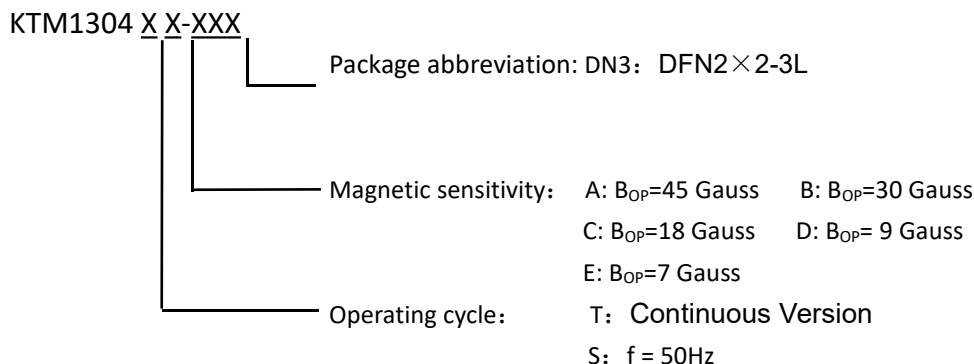 KTM1304 X X-XXX
Package abbreviation: DN3：DFN2×2-3L
Magnetic sensitivity： A: BOP=45 Gauss B: BOP=30 Gauss
C: BOP=18 Gauss D: BOP= 9 Gauss
E: BOP=7 Gauss
Operating cycle： T：Continuous Version
S：f = 50Hz